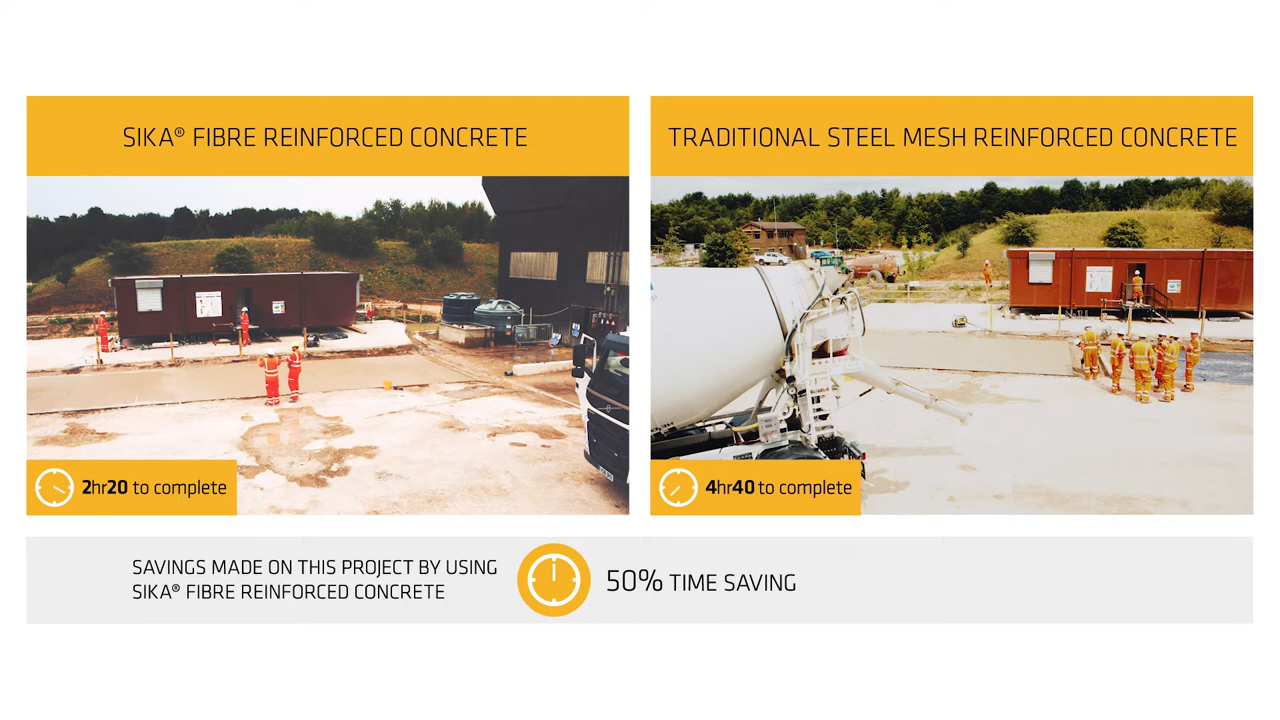 SIKA® FIBRE REINFORCED CONCRETE
TRADITIONAL STEEL MESH REINFORCED CONCRETE
2hr20 to complete
4hr40 to complete
SAVINGS MADE ON THIS PROJECT BY USING
SIKA® FIBRE REINFORCED CONCRETE
50% TIME SAVING